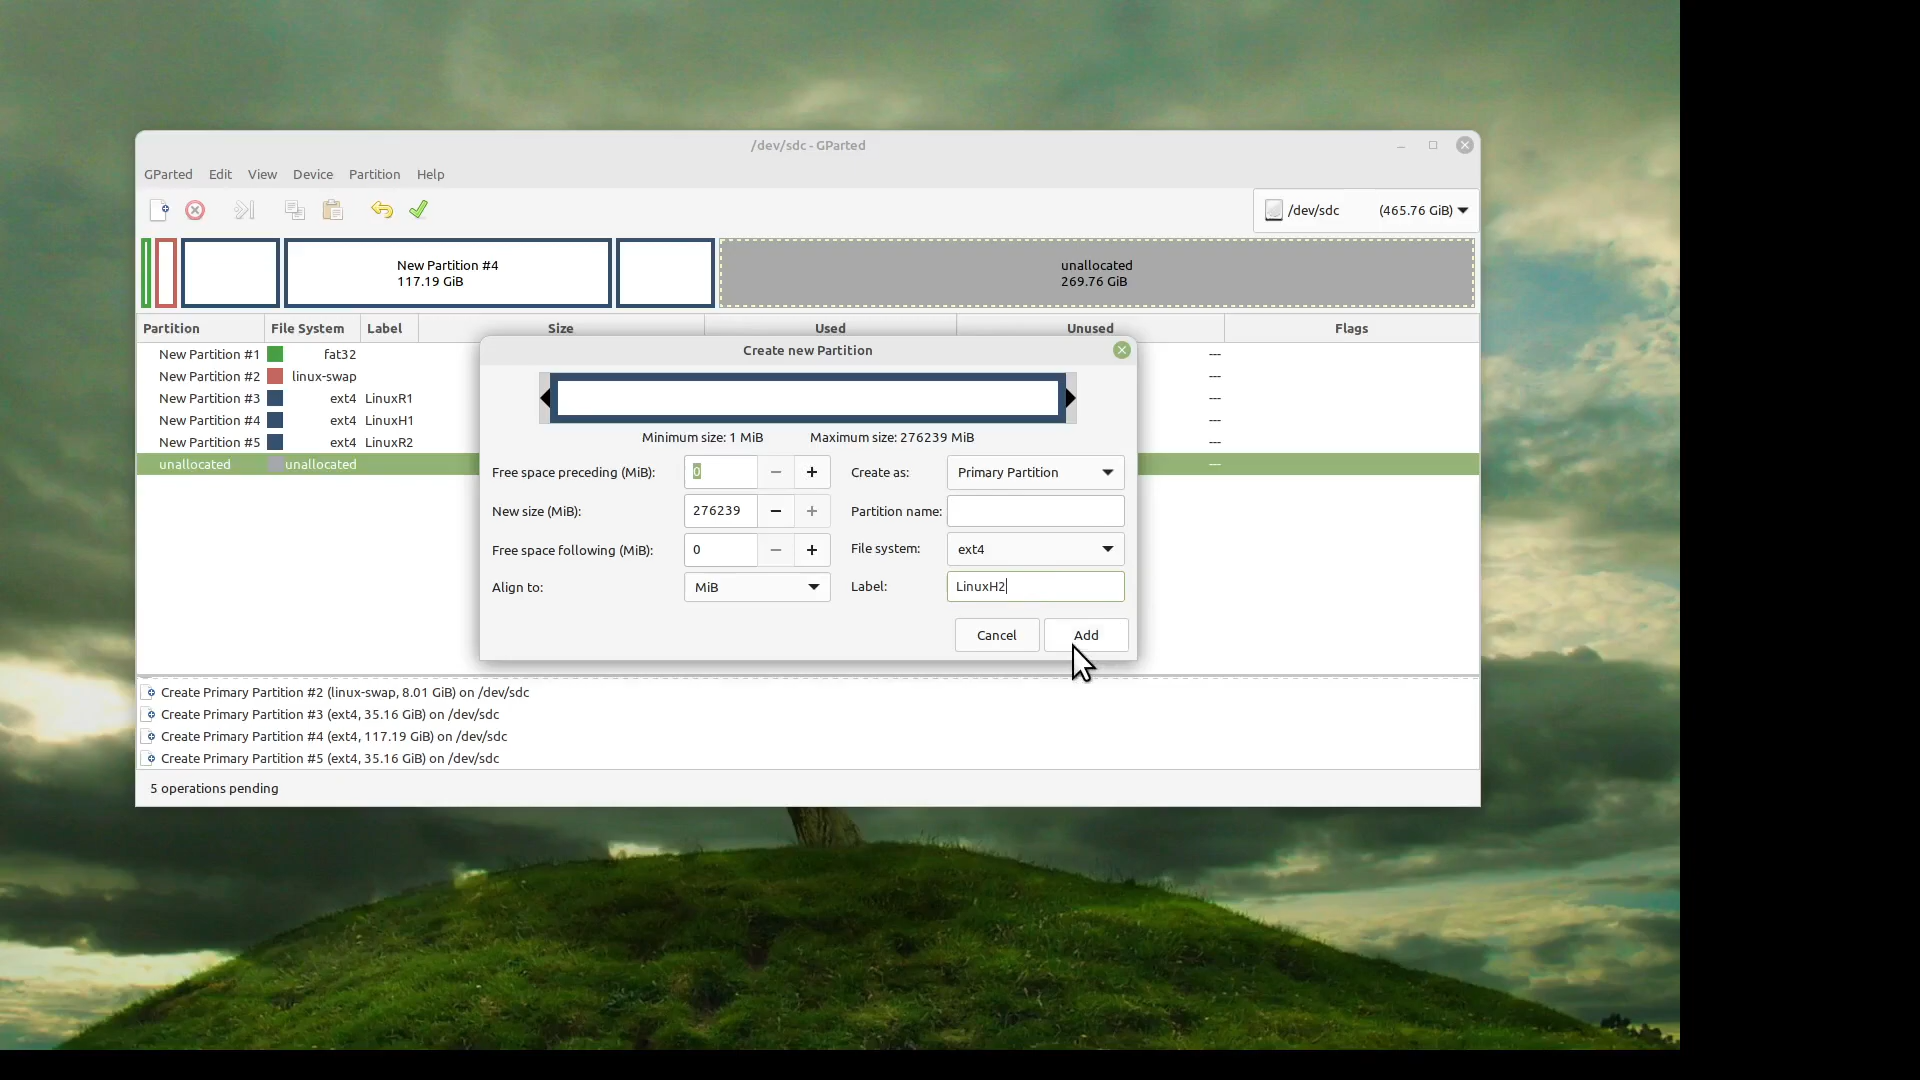 /dev/sdc - GParted
GParted Edit View Device Partition Help
/dev/sdc (465.76 GiB)
New Partition #4
117.19 GiB
unallocated
269.76 GiB
Partition File System Label Size Used Unused Flags
New Partition #1 fat32 ---
New Partition #2 linux-swap ---
New Partition #3 ext4 LinuxR1 ---
New Partition #4 ext4 LinuxH1 ---
New Partition #5 ext4 LinuxR2 ---
unallocated unallocated ---
Create new Partition
Minimum size: 1 MiB Maximum size: 276239 MiB
Free space preceding (MiB): 0 Create as: Primary Partition
New size (MiB): 276239 Partition name:
Free space following (MiB): 0 File system: ext4
Align to: MiB Label: LinuxH2
Cancel Add
Create Primary Partition #2 (linux-swap, 8.01 GiB) on /dev/sdc
Create Primary Partition #3 (ext4, 35.16 GiB) on /dev/sdc
Create Primary Partition #4 (ext4, 117.19 GiB) on /dev/sdc
Create Primary Partition #5 (ext4, 35.16 GiB) on /dev/sdc
5 operations pending